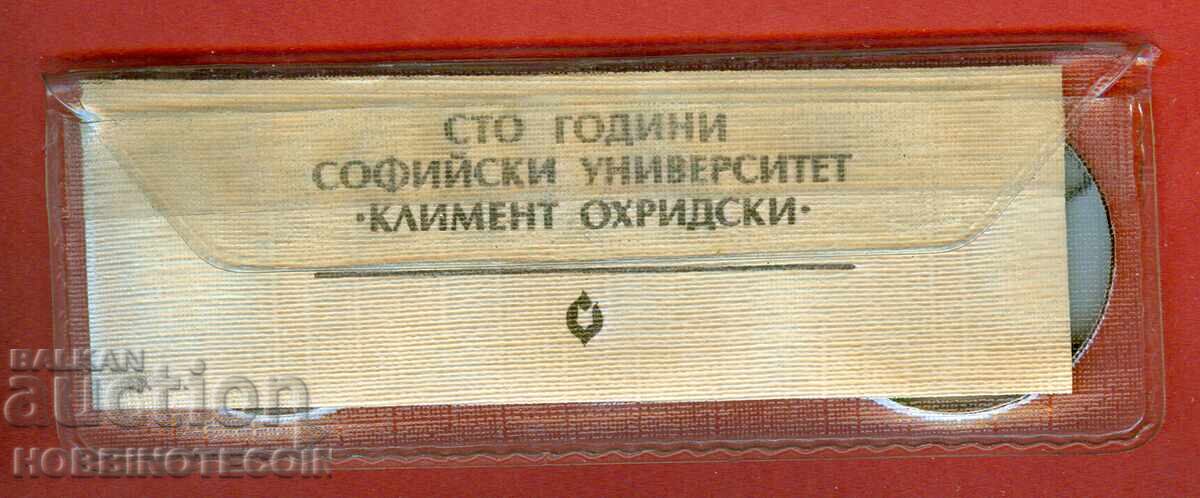 СТО ГОДИНИ
СОФИЙСКИ УНИВЕРСИТЕТ
·КЛИМЕНТ ОХРИДСКИ·
BALKAN
auction
HOBBINOTECOIN